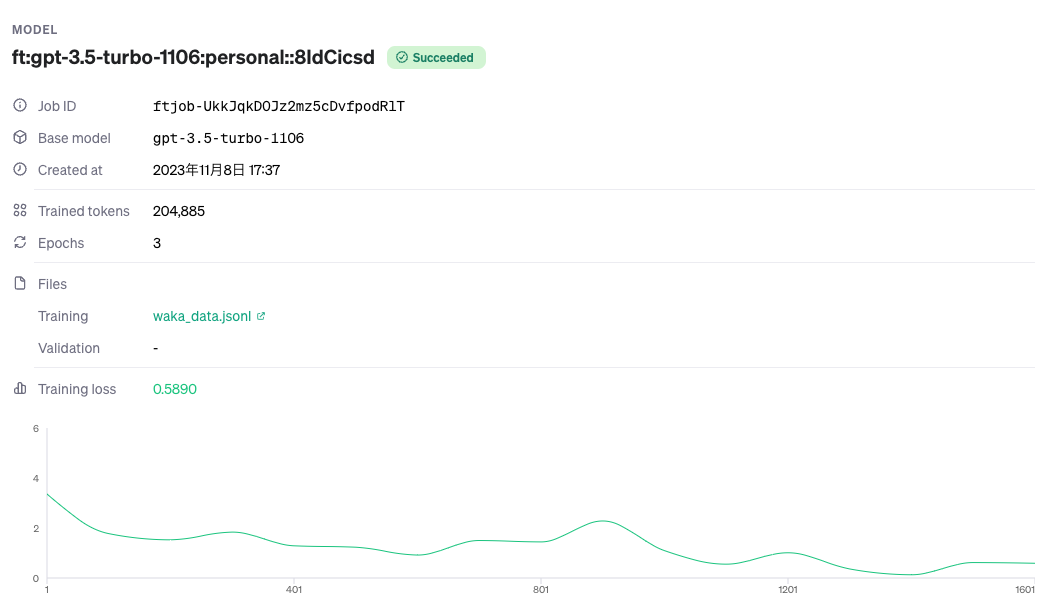 MODEL
ft:gpt-3.5-turbo-1106:personal::8IdCicsd Succeeded
Job ID ftjob-UkkJqkDOJz2mz5cDvfpodRlT
Base model gpt-3.5-turbo-1106
Created at 2023年11月8日 17:37
Trained tokens 204,885
Epochs 3
Files
Training waka_data.jsonl
Validation -
Training loss 0.5890
6
4
2
0
1 401 801 1201 1601